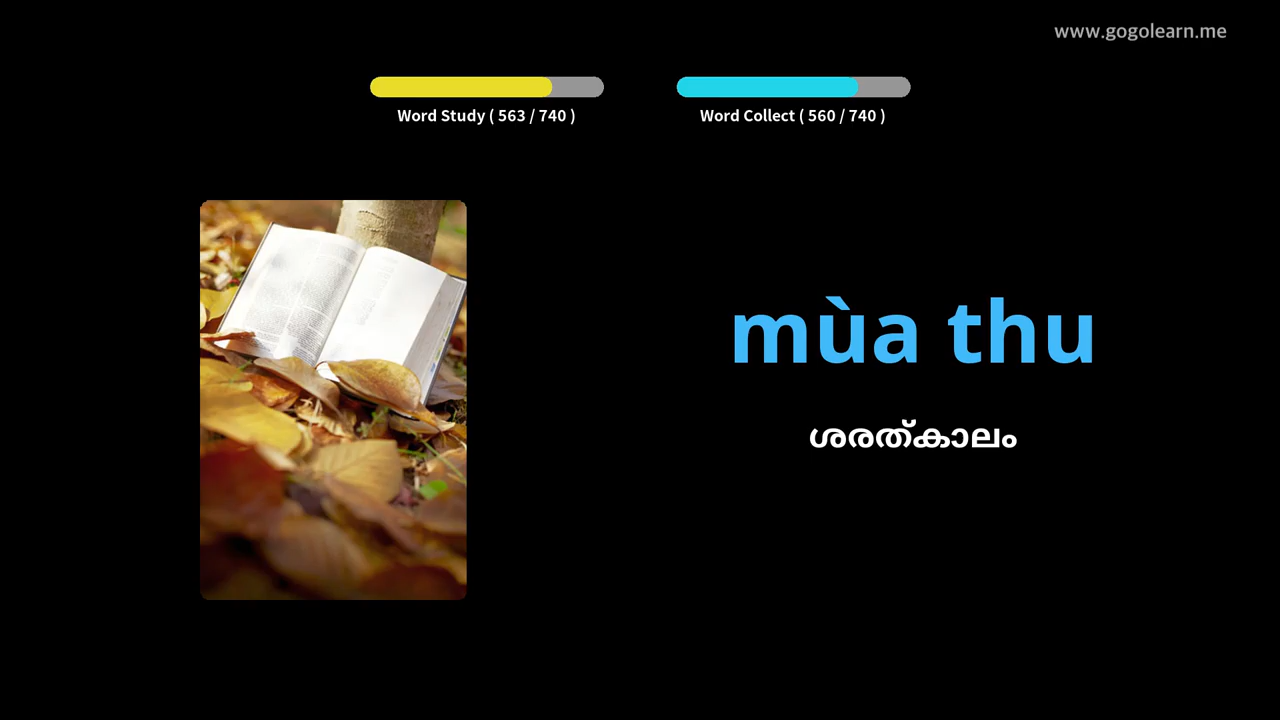 www.gogolearn.me
Word Study ( 563 / 740 )
Word Collect ( 560 / 740 )
mùa thu
ശരത്കാലം